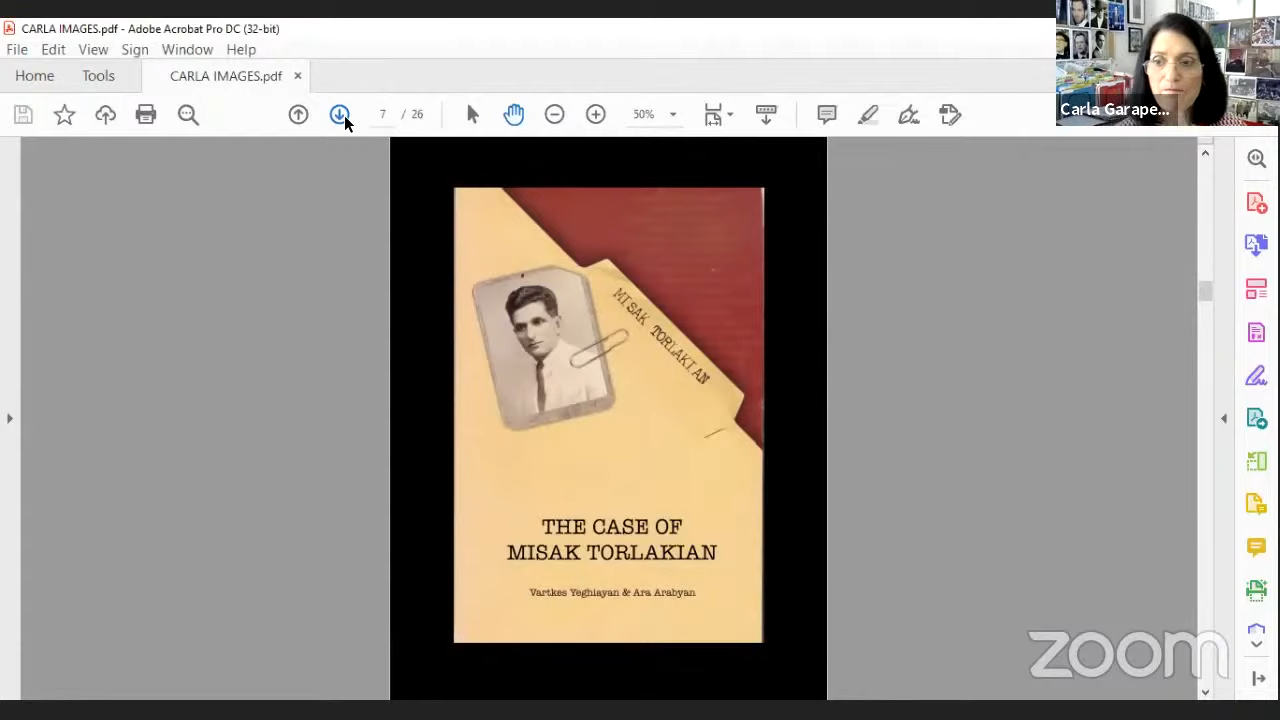 CARLA IMAGES.pdf - Adobe Acrobat Pro DC (32-bit)
File Edit View Sign Window Help
Home Tools CARLA IMAGES.pdf ×
7 / 26 50%
Carla Garape...
MISAK TORLAKIAN
THE CASE OF
MISAK TORLAKIAN
Vartkes Yeghiayan & Ara Arabyan
zoom